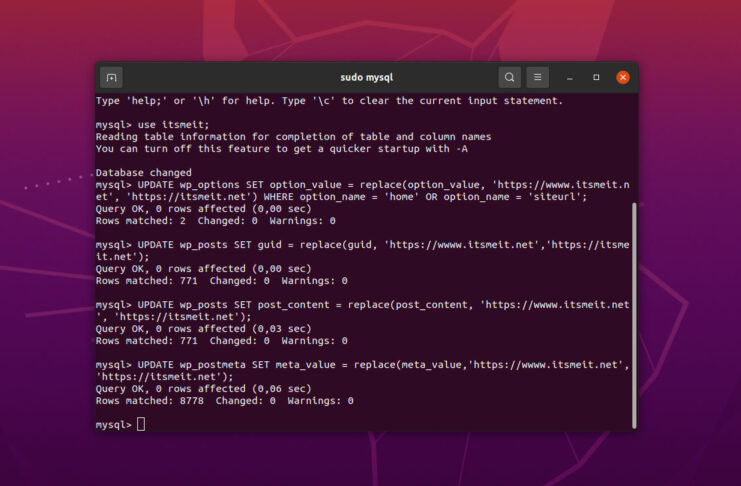 sudo mysql
Type 'help;' or '\h' for help. Type '\c' to clear the current input statement.
mysql> use itsmeit;
Reading table information for completion of table and column names
You can turn off this feature to get a quicker startup with -A
Database changed
mysql> UPDATE wp_options SET option_value = replace(option_value, 'https://wwww.itsmeit.n
et', 'https://itsmeit.net') WHERE option_name = 'home' OR option_name = 'siteurl';
Query OK, 0 rows affected (0,00 sec)
Rows matched: 2  Changed: 0  Warnings: 0
mysql> UPDATE wp_posts SET guid = replace(guid, 'https://wwww.itsmeit.net','https://itsme
it.net');
Query OK, 0 rows affected (0,00 sec)
Rows matched: 771  Changed: 0  Warnings: 0
mysql> UPDATE wp_posts SET post_content = replace(post_content, 'https://wwww.itsmeit.net
', 'https://itsmeit.net');
Query OK, 0 rows affected (0,03 sec)
Rows matched: 771  Changed: 0  Warnings: 0
mysql> UPDATE wp_postmeta SET meta_value = replace(meta_value,'https://wwww.itsmeit.net',
'https://itsmeit.net');
Query OK, 0 rows affected (0,06 sec)
Rows matched: 8778  Changed: 0  Warnings: 0
mysql>